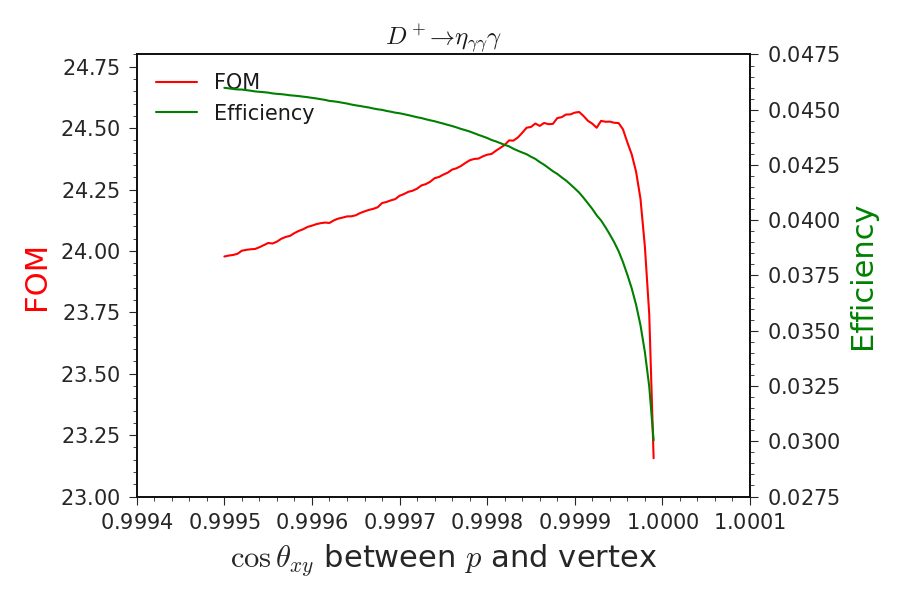 D⁺→η_γγγ
24.75
24.50
24.25
24.00
23.75
23.50
23.25
23.00
FOM
FOM
Efficiency
0.0475
0.0450
0.0425
0.0400
0.0375
0.0350
0.0325
0.0300
0.0275
Efficiency
0.9994 0.9995 0.9996 0.9997 0.9998 0.9999 1.0000 1.0001
cos θ_xy between p and vertex